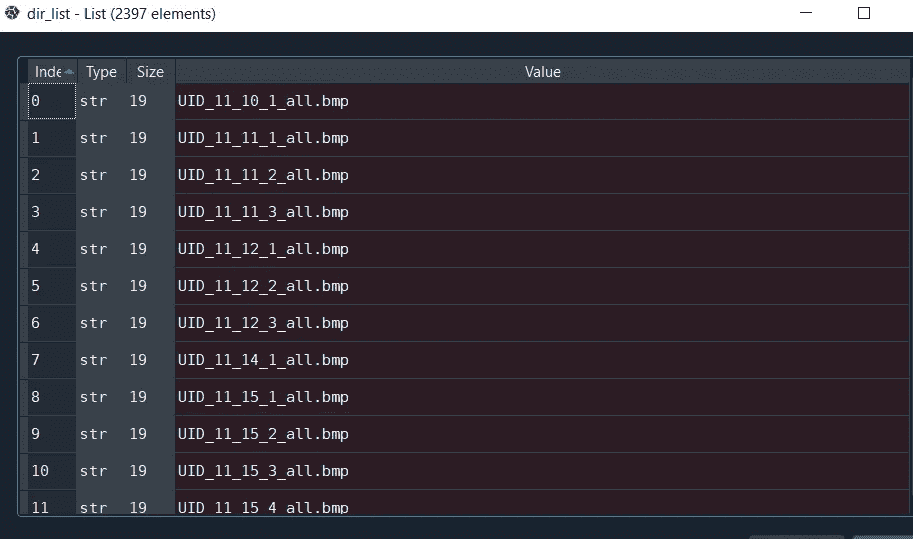 dir_list - List (2397 elements)
Inde Type Size Value
0 str 19 UID_11_10_1_all.bmp
1 str 19 UID_11_11_1_all.bmp
2 str 19 UID_11_11_2_all.bmp
3 str 19 UID_11_11_3_all.bmp
4 str 19 UID_11_12_1_all.bmp
5 str 19 UID_11_12_2_all.bmp
6 str 19 UID_11_12_3_all.bmp
7 str 19 UID_11_14_1_all.bmp
8 str 19 UID_11_15_1_all.bmp
9 str 19 UID_11_15_2_all.bmp
10 str 19 UID_11_15_3_all.bmp
11 str 19 UID_11_15_4_all.bmp